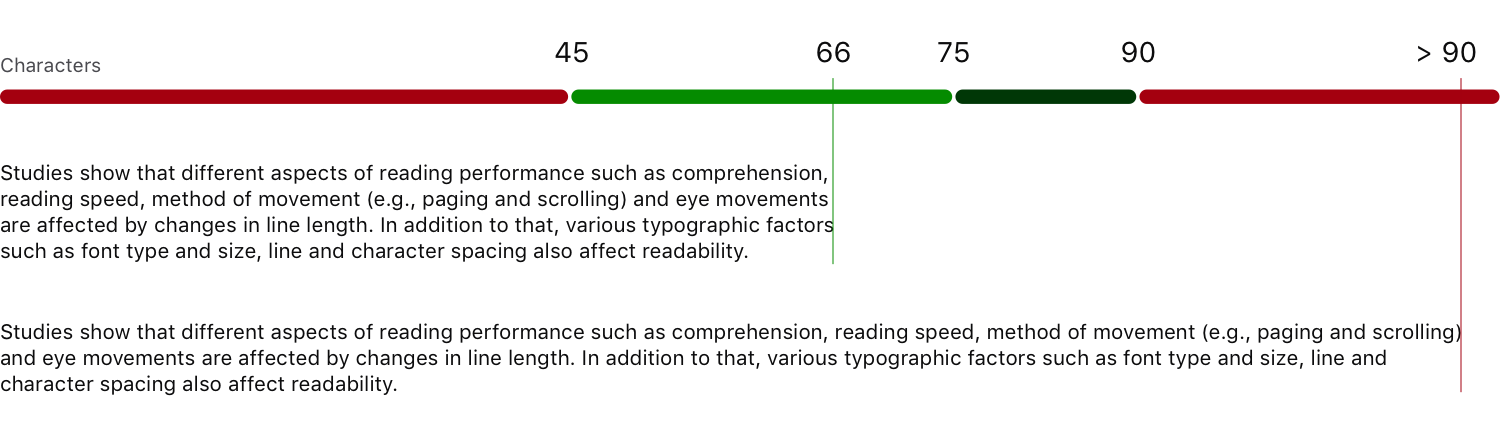 45 66 75 90 > 90
Characters
Studies show that different aspects of reading performance such as comprehension,
reading speed, method of movement (e.g., paging and scrolling) and eye movements
are affected by changes in line length. In addition to that, various typographic factors
such as font type and size, line and character spacing also affect readability.
Studies show that different aspects of reading performance such as comprehension, reading speed, method of movement (e.g., paging and scrolling)
and eye movements are affected by changes in line length. In addition to that, various typographic factors such as font type and size, line and
character spacing also affect readability.